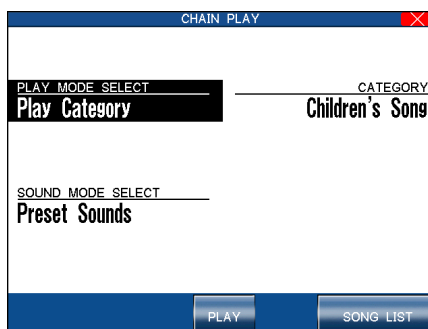 CHAIN PLAY
PLAY MODE SELECT
Play Category
CATEGORY
Children's Song
SOUND MODE SELECT
Preset Sounds
PLAY
SONG LIST